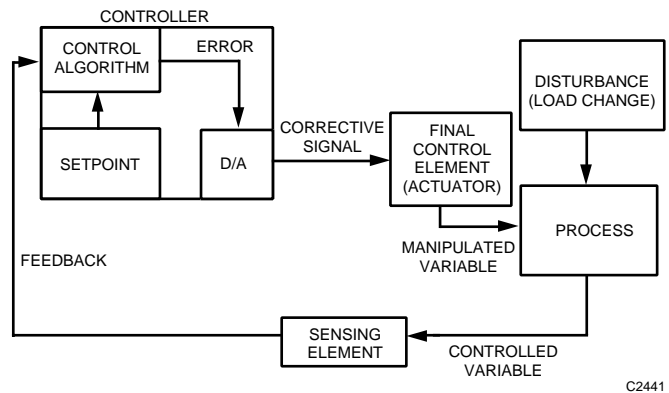 CONTROLLER
CONTROL
ALGORITHM
ERROR
SETPOINT
D/A
CORRECTIVE
SIGNAL
FINAL
CONTROL
ELEMENT
(ACTUATOR)
DISTURBANCE
(LOAD CHANGE)
PROCESS
MANIPULATED
VARIABLE
FEEDBACK
SENSING
ELEMENT
CONTROLLED
VARIABLE
C2441